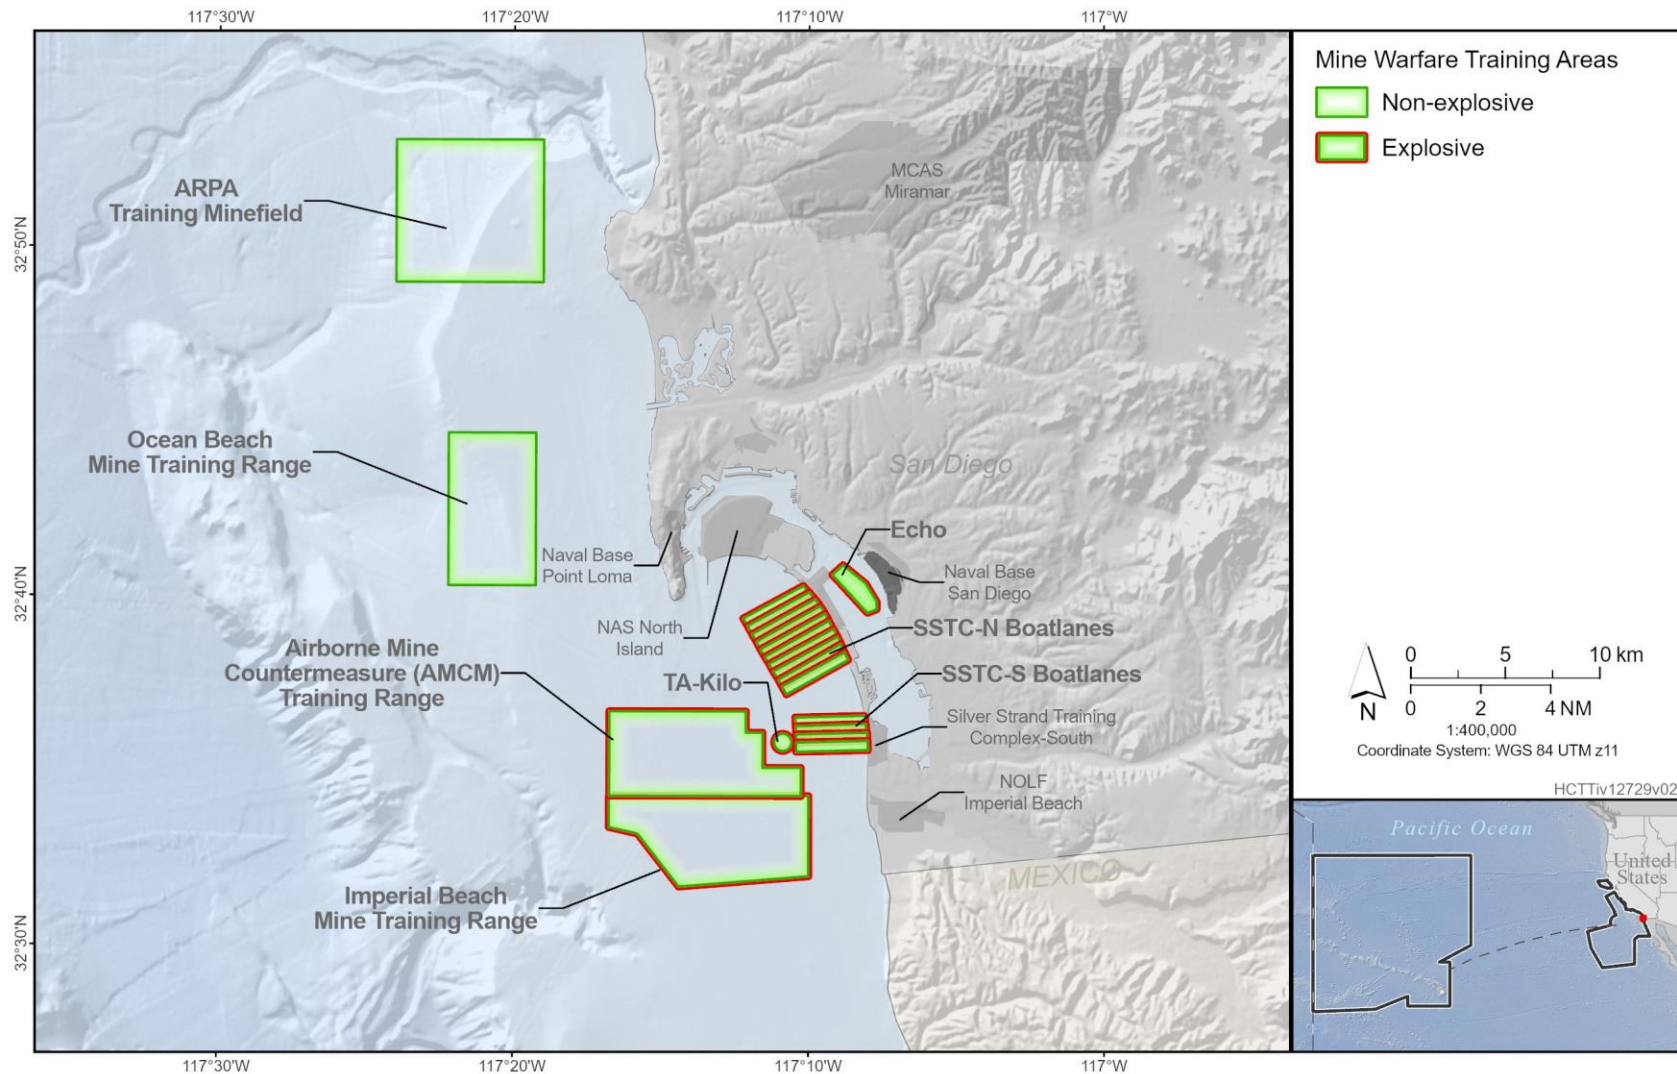 117°30'W
117°20'W
117°10'W
117°W
32°50'N
32°40'N
32°30'N
MCAS
Miramar
ARPA
Training Minefield
Ocean Beach
Mine Training Range
San Diego
Echo
Naval Base
Point Loma
Naval Base
San Diego
NAS North
Island
SSTC-N Boatlanes
Airborne Mine
Countermeasure (AMCM)
Training Range
TA-Kilo
SSTC-S Boatlanes
Silver Strand Training
Complex-South
NOLF
Imperial Beach
MEXICO
Imperial Beach
Mine Training Range
117°30'W
117°20'W
117°10'W
117°W
Mine Warfare Training Areas
Non-explosive
Explosive
N
0 5 10 km
0 2 4 NM
1:400,000
Coordinate System: WGS 84 UTM z11
HCTTiv12729v02
Pacific Ocean
United
States